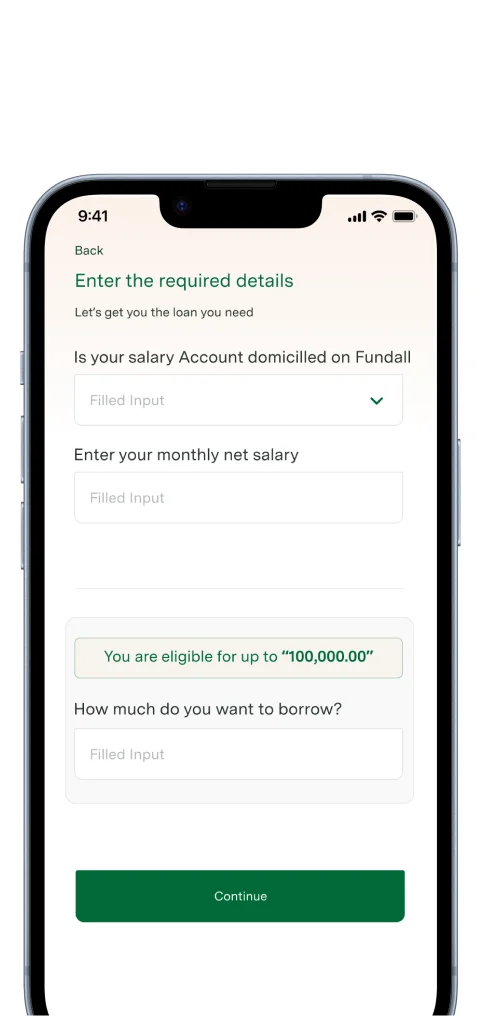 9:41
Back
Enter the required details
Let’s get you the loan you need
Is your salary Account domicilled on Fundall
Filled Input
Enter your monthly net salary
Filled Input
You are eligible for up to “100,000.00”
How much do you want to borrow?
Filled Input
Continue